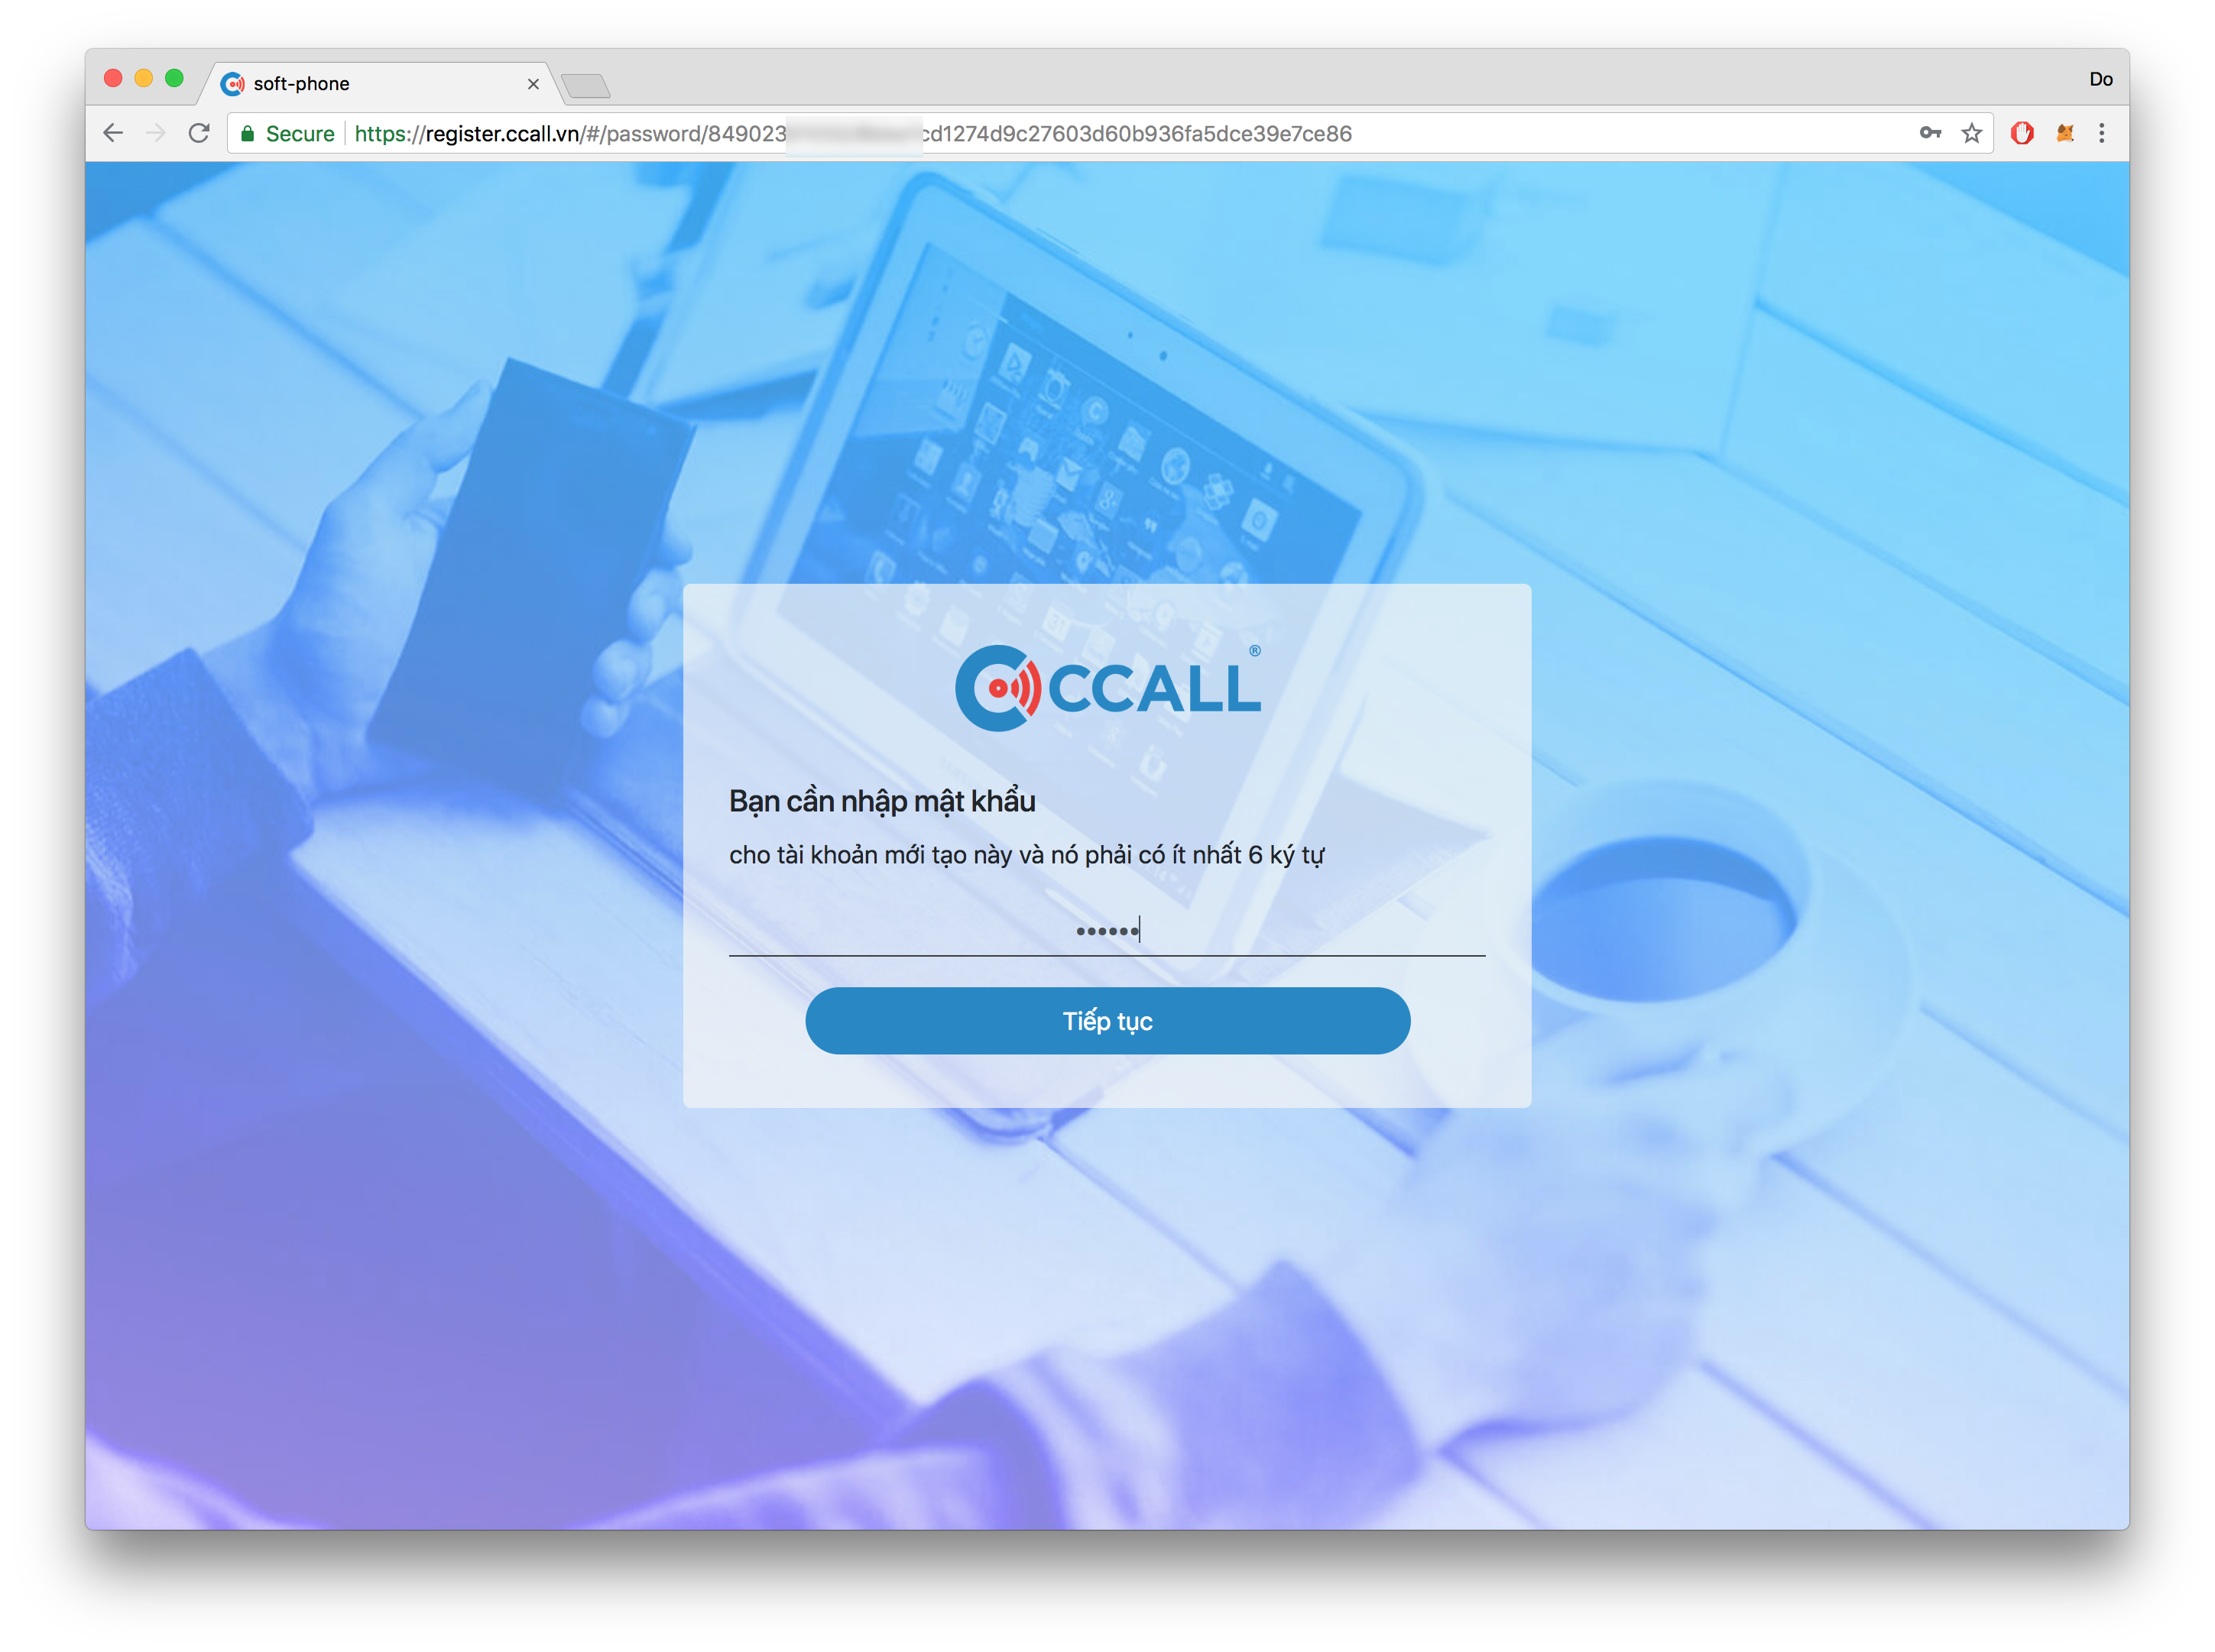 soft-phone
Do
Secure https://register.ccall.vn/#/password/849023 cd1274d9c27603d60b936fa5dce39e7ce86
CCALL®
Bạn cần nhập mật khẩu
cho tài khoản mới tạo này và nó phải có ít nhất 6 ký tự
••••••
Tiếp tục